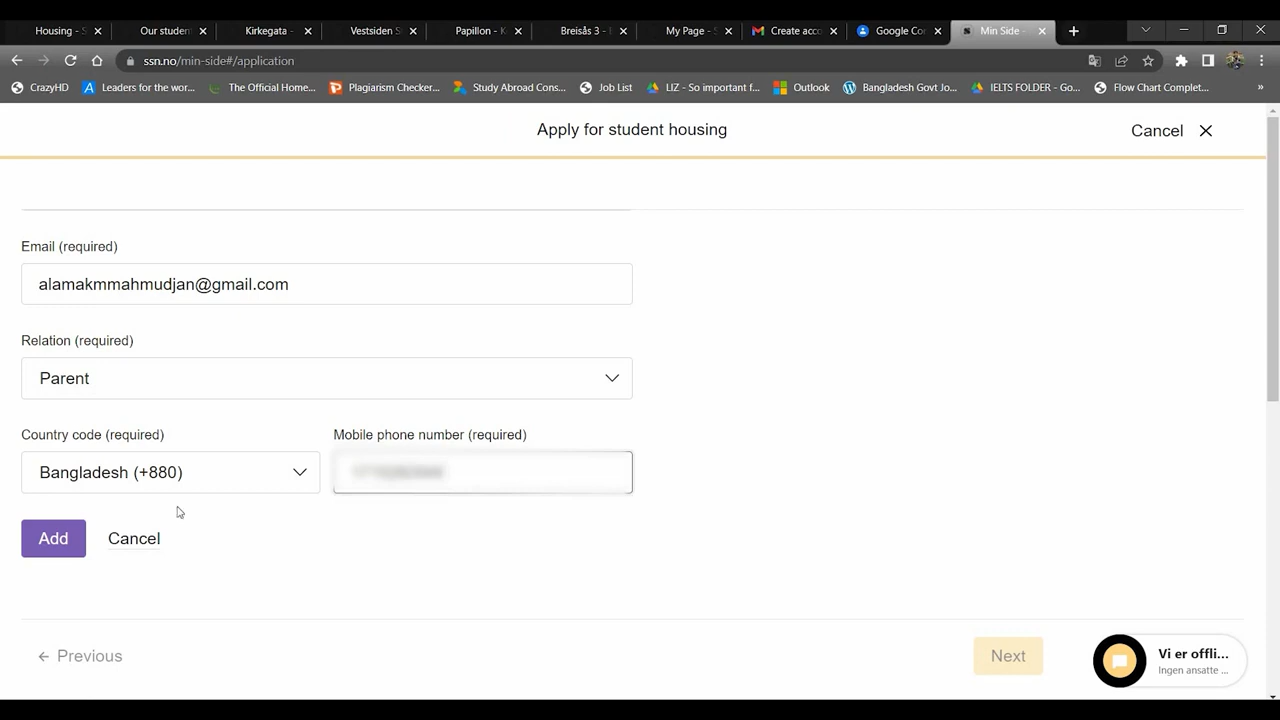 Housing - S
Our studen
Kirkegata -
Vestsiden S
Papillon - K
Breisås 3 - 
My Page - S
Create acco
Google Co
Min Side -
ssn.no/min-side#/application
CrazyHD
Leaders for the wor...
The Official Home...
Plagiarism Checker...
Study Abroad Cons...
Job List
LIZ - So important f...
Outlook
Bangladesh Govt Jo...
IELTS FOLDER - Go...
Flow Chart Complet...
»
Apply for student housing
Cancel
Email (required)
alamakmmahmudjan@gmail.com
Relation (required)
Parent
Country code (required)
Mobile phone number (required)
Bangladesh (+880)
Add
Cancel
Previous
Next
Vi er offli...
Ingen ansatte ...